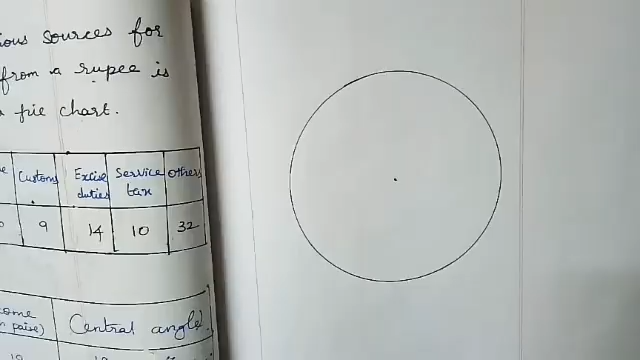 sources for
from a rupee is
pie chart.
Customs Excise duties Service tax Others
9 14 10 32
Central angle